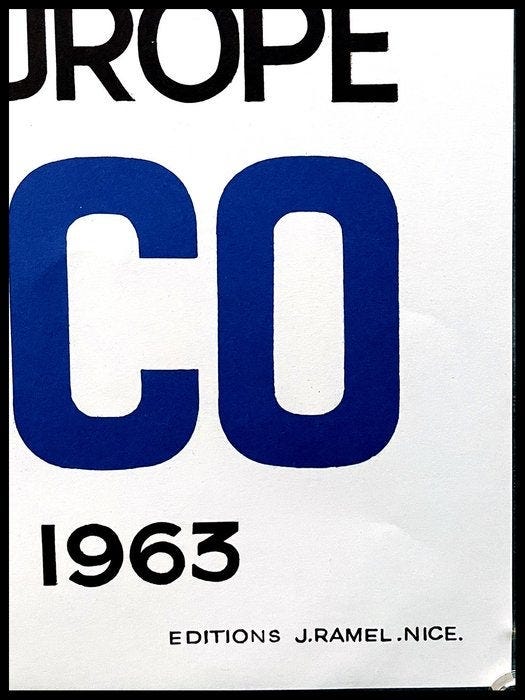 UROPE
CO
1963
EDITIONS J.RAMEL.NICE.